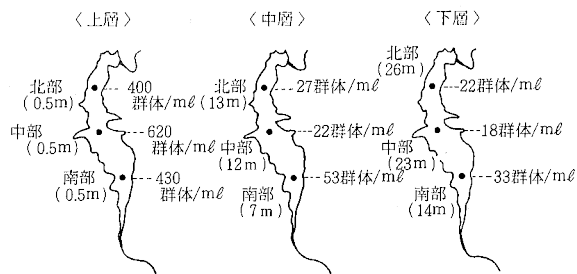 〈上層〉
北部
(0.5m)
400
群体/mℓ
中部
(0.5m)
620
群体/mℓ
南部
(0.5m)
430
群体/mℓ
〈中層〉
北部
(13m)
27群体/mℓ
中部
(12m)
22群体/mℓ
南部
(7m)
53群体/mℓ
〈下層〉
北部
(26m)
22群体/mℓ
中部
(23m)
18群体/mℓ
南部
(14m)
33群体/mℓ